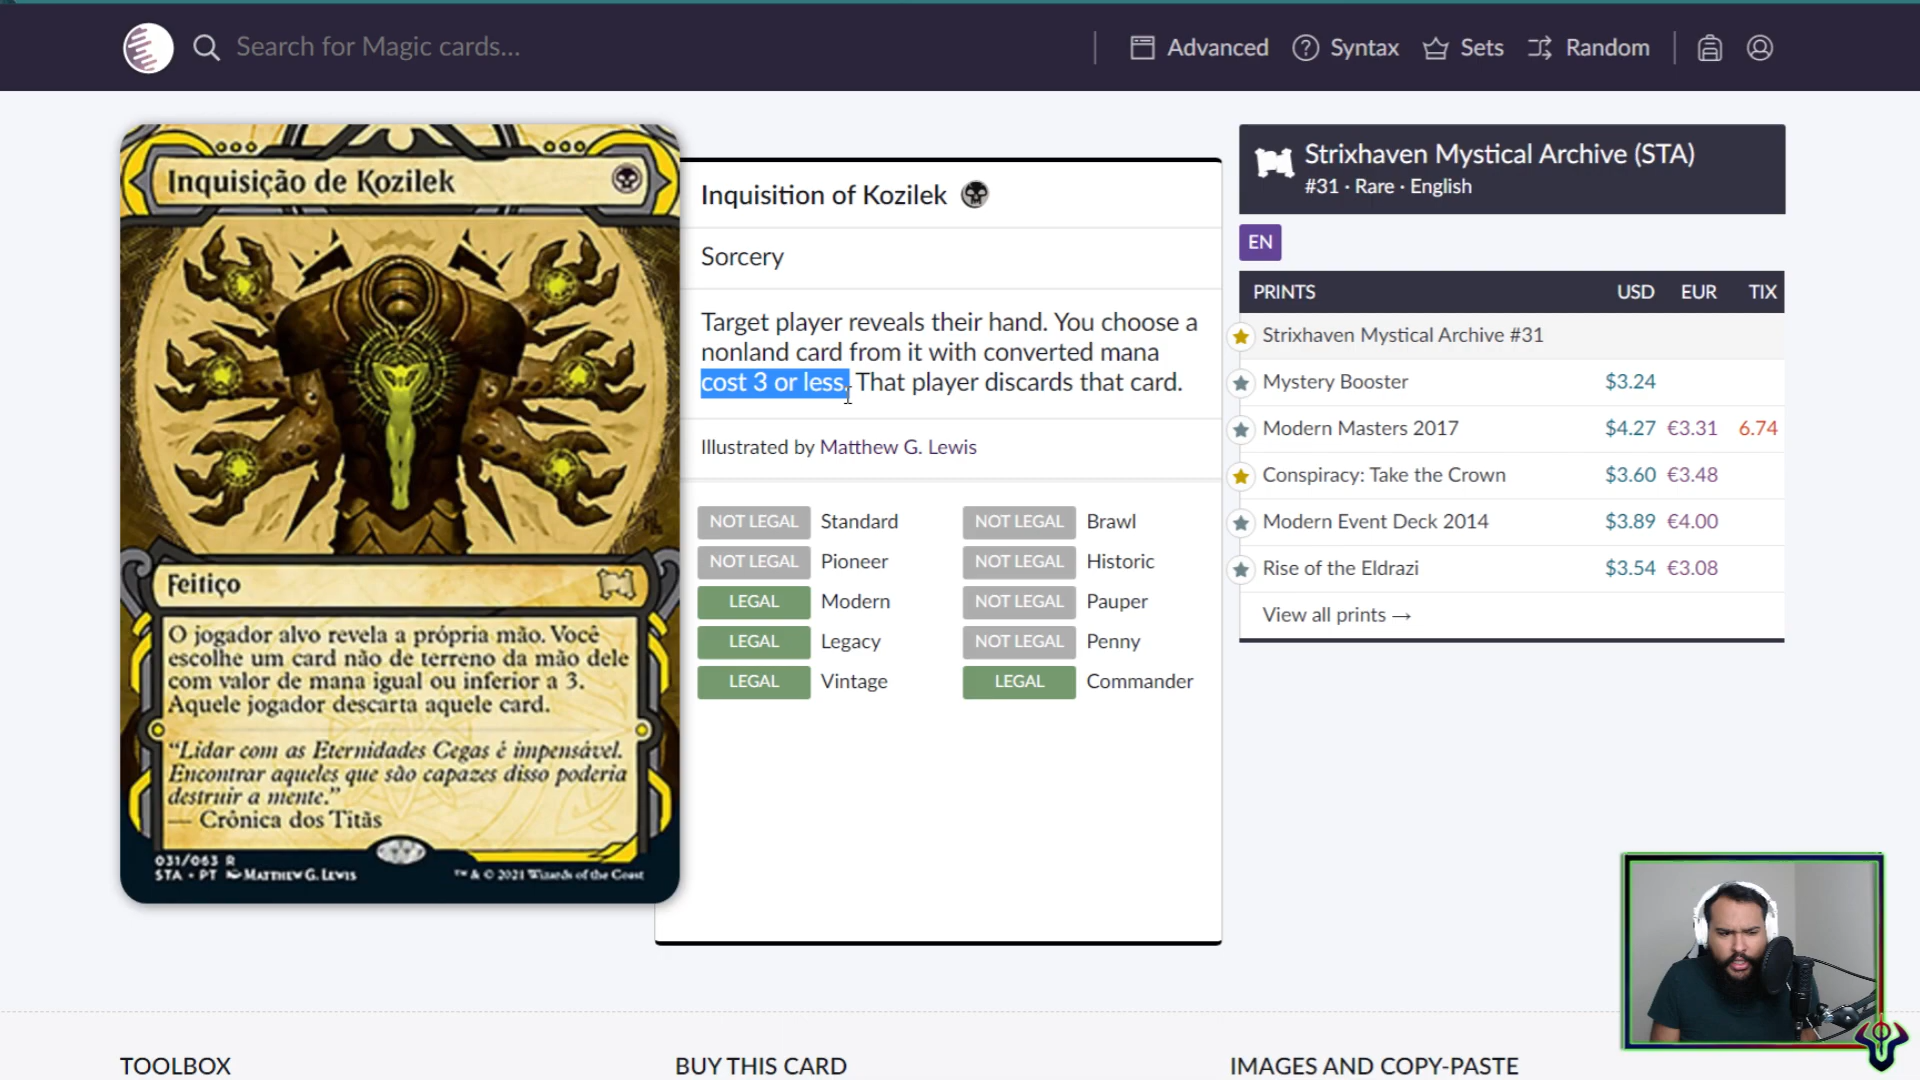 Search for Magic cards...
Advanced
Syntax
Sets
Random
Inquisição de Kozilek
Feitiço
O jogador alvo revela a própria mão. Você
escolhe um card não de terreno da mão dele
com valor de mana igual ou inferior a 3.
Aquele jogador descarta aquele card.
“Lidar com as Eternidades Cegas é impensável.
Encontrar aqueles que são capazes disso poderia
destruir a mente.”
— Crônica dos Titãs
031/063 R
STA • PT Matthew G. Lewis
™ & © 2021 Wizards of the Coast
Inquisition of Kozilek
Sorcery
Target player reveals their hand. You choose a
nonland card from it with converted mana
cost 3 or less. That player discards that card.
Illustrated by Matthew G. Lewis
NOT LEGAL Standard NOT LEGAL Brawl
NOT LEGAL Pioneer NOT LEGAL Historic
LEGAL Modern NOT LEGAL Pauper
LEGAL Legacy NOT LEGAL Penny
LEGAL Vintage LEGAL Commander
Strixhaven Mystical Archive (STA)
#31 · Rare · English
EN
PRINTS USD EUR TIX
Strixhaven Mystical Archive #31
Mystery Booster $3.24
Modern Masters 2017 $4.27 €3.31 6.74
Conspiracy: Take the Crown $3.60 €3.48
Modern Event Deck 2014 $3.89 €4.00
Rise of the Eldrazi $3.54 €3.08
View all prints →
TOOLBOX
BUY THIS CARD
IMAGES AND COPY-PASTE